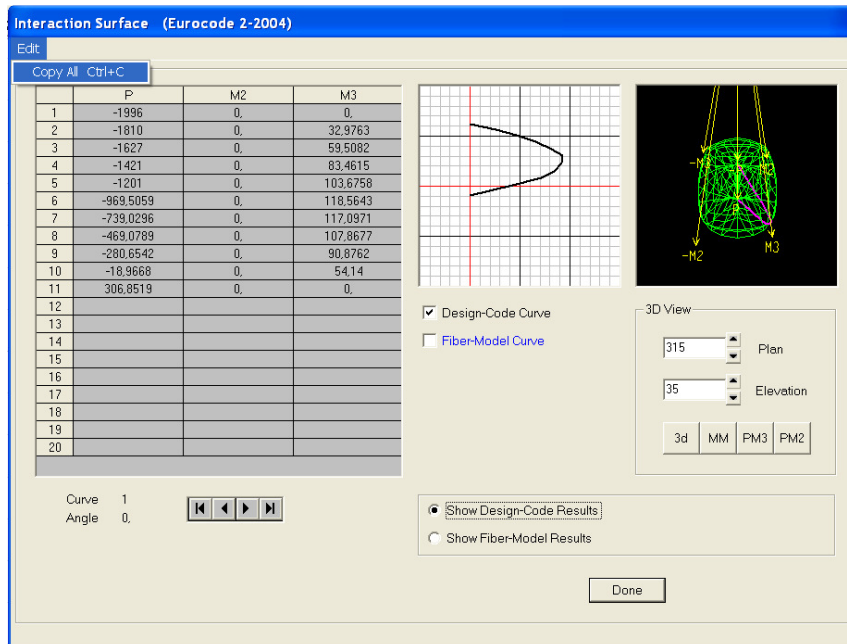 Interaction Surface (Eurocode 2-2004)
Edit
Copy All Ctrl+C
P M2 M3
1 -1996 0, 0,
2 -1810 0, 32,9763
3 -1627 0, 59,5082
4 -1421 0, 83,4615
5 -1201 0, 103,6758
6 -969,5059 0, 118,5643
7 -739,0296 0, 117,0971
8 -469,0789 0, 107,8677
9 -280,6542 0, 90,8762
10 -18,9668 0, 54,14
11 306,8519 0, 0,
12
13
14
15
16
17
18
19
20
Curve 1
Angle 0,
Design-Code Curve
Fiber-Model Curve
-M2
M3
3D View
315 Plan
35 Elevation
3d MM PM3 PM2
Show Design-Code Results
Show Fiber-Model Results
Done